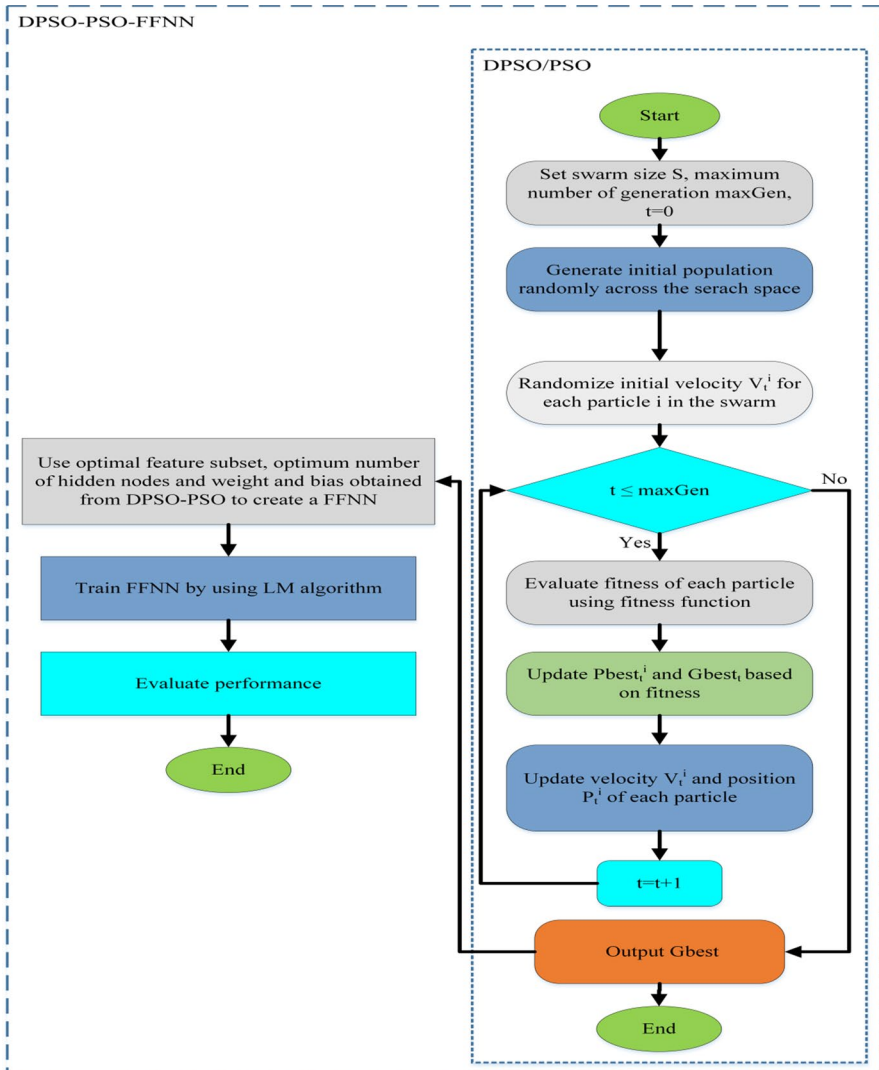 DPSO-PSO-FFNN
DPSO/PSO
Start
Set swarm size S, maximum
number of generation maxGen,
t=0
Generate initial population
randomly across the serach space
Randomize initial velocity Vₜⁱ for
each particle i in the swarm
t ≤ maxGen
No
Yes
Evaluate fitness of each particle
using fitness function
Update Pbestₜⁱ and Gbestₜ based
on fitness
Update velocity Vₜⁱ and position
Pₜⁱ of each particle
t=t+1
Output Gbest
End
Use optimal feature subset, optimum number
of hidden nodes and weight and bias obtained
from DPSO-PSO to create a FFNN
Train FFNN by using LM algorithm
Evaluate performance
End